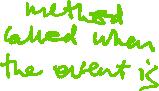 method
called when
the event is